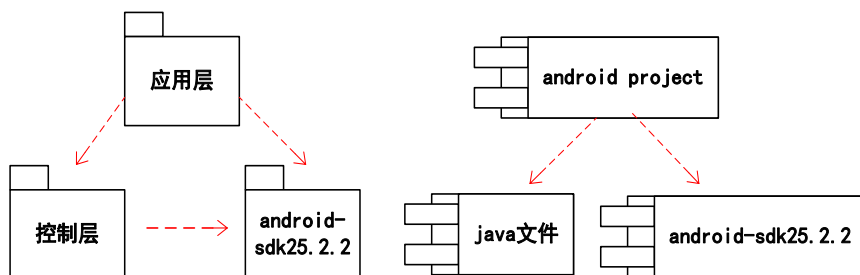 应用层
控制层
android-
sdk25.2.2
android project
java文件
android-sdk25.2.2